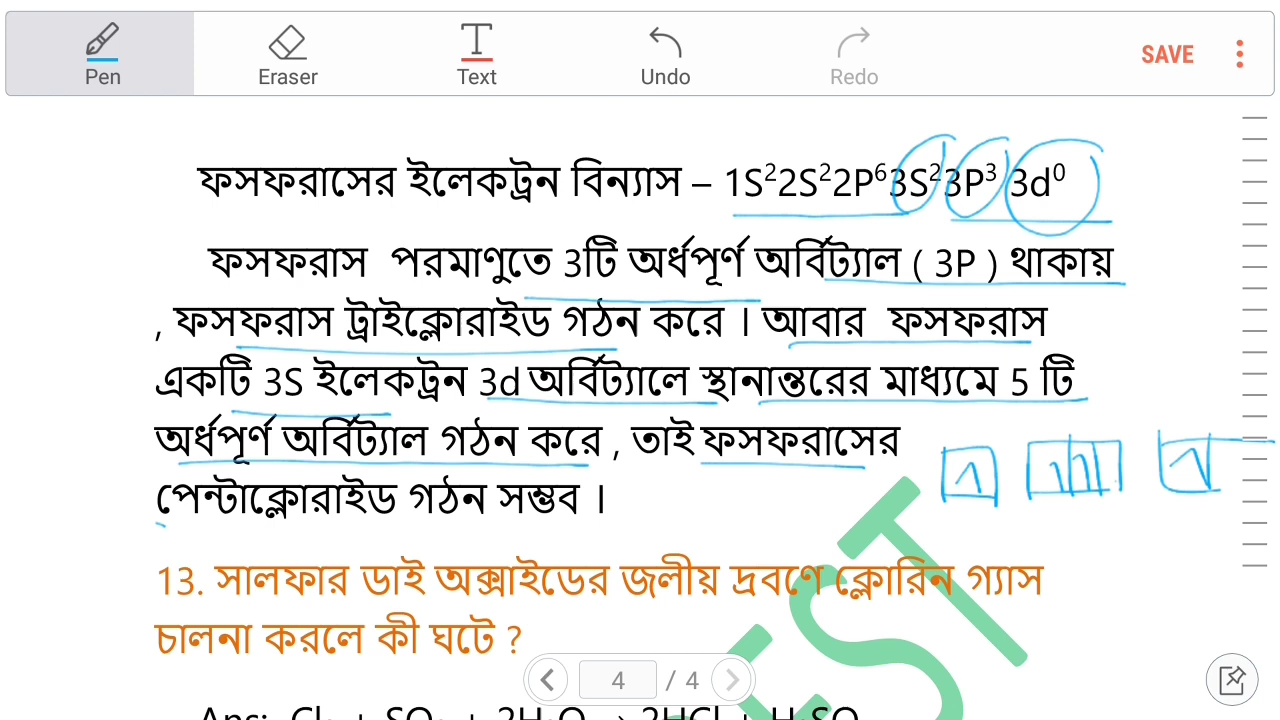 Pen Eraser Text Undo Redo SAVE
ফসফরাসের ইলেকট্রন বিন্যাস – 1S²2S²2P⁶3S²3P³ 3d⁰
ফসফরাস পরমাণুতে 3টি অর্ধপূর্ণ অর্বিট্যাল ( 3P ) থাকায়
, ফসফরাস ট্রাইক্লোরাইড গঠন করে । আবার ফসফরাস
একটি 3S ইলেকট্রন 3d অর্বিট্যালে স্থানান্তরের মাধ্যমে 5 টি
অর্ধপূর্ণ অর্বিট্যাল গঠন করে , তাই ফসফরাসের
পেন্টাক্লোরাইড গঠন সম্ভব ।
13. সালফার ডাই অক্সাইডের জলীয় দ্রবণে ক্লোরিন গ্যাস
চালনা করলে কী ঘটে ?
4 / 4